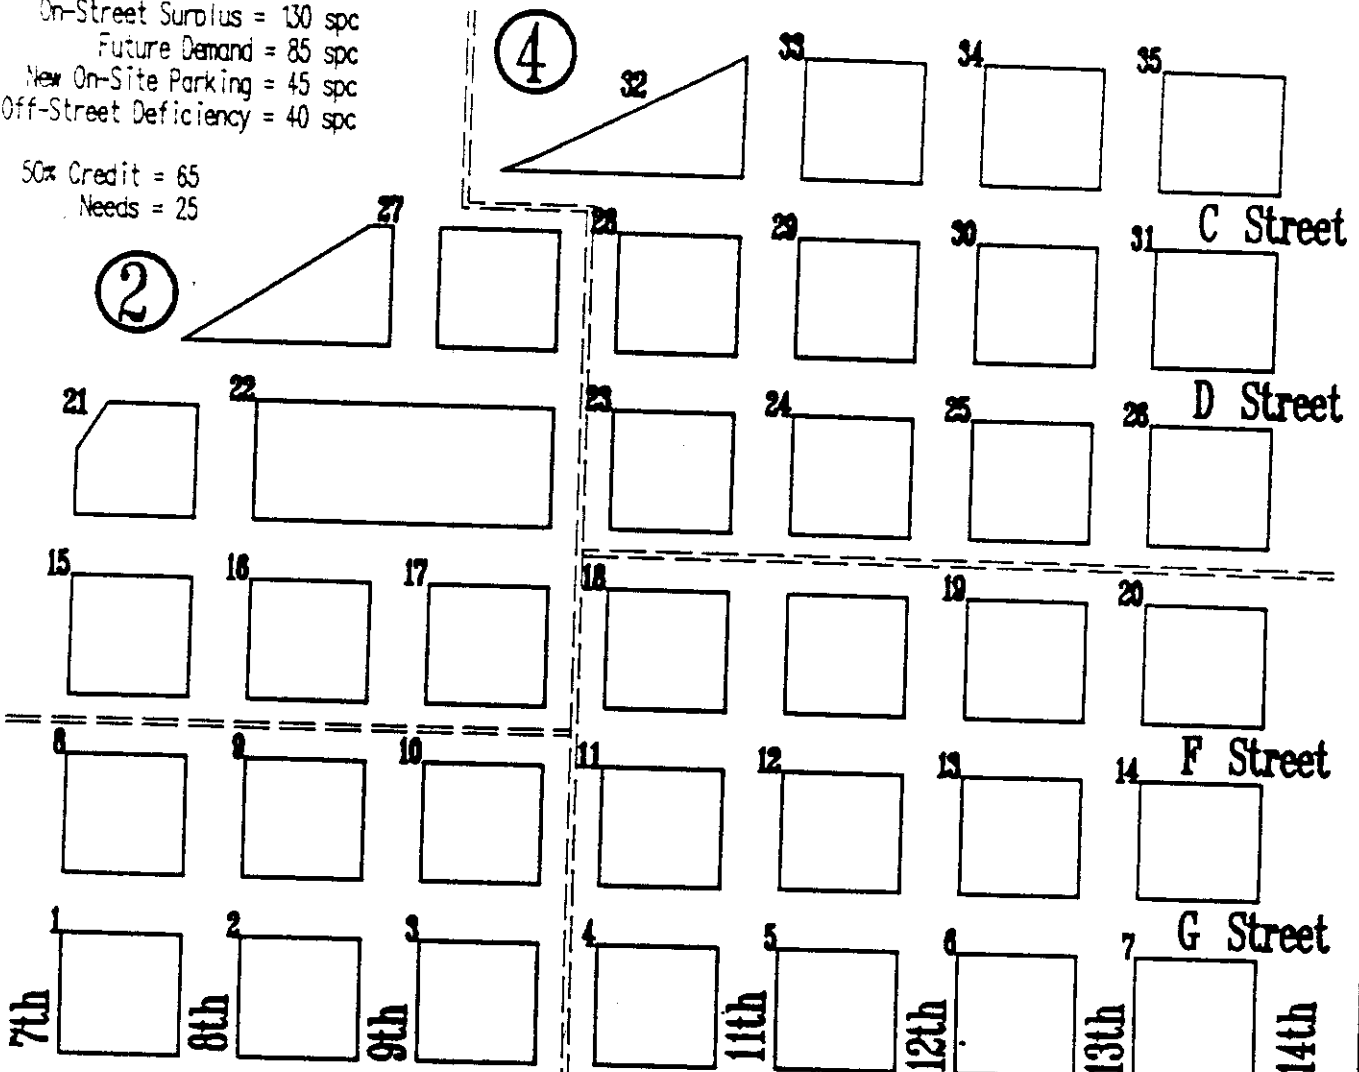 On-Street Surplus = 130 spc
Future Demand = 85 spc
New On-Site Parking = 45 spc
Off-Street Deficiency = 40 spc
50% Credit = 65
Needs = 25
4
32
33
34
35
C Street
2
27
28
29
30
31
D Street
21
22
23
24
25
26
15
16
17
18
19
20
F Street
8
9
10
11
12
13
14
G Street
1
2
3
4
5
6
7
7th
8th
9th
11th
12th
13th
14th